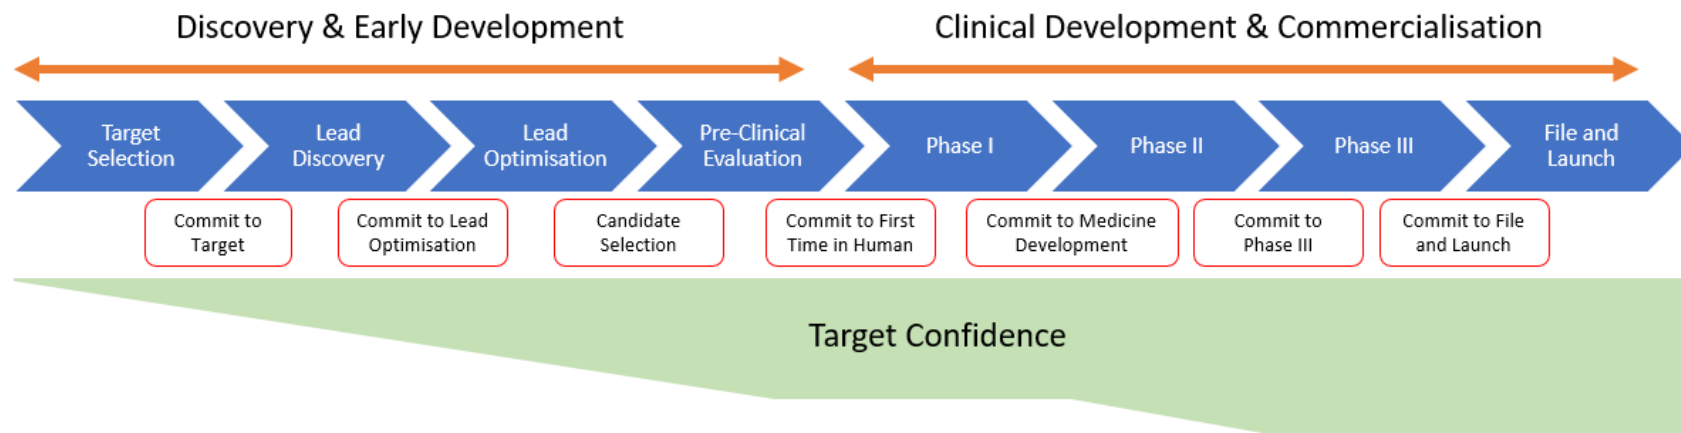 Discovery & Early Development
Clinical Development & Commercialisation
Target
Selection
Lead
Discovery
Lead
Optimisation
Pre-Clinical
Evaluation
Phase I
Phase II
Phase III
File and
Launch
Commit to
Target
Commit to Lead
Optimisation
Candidate
Selection
Commit to First
Time in Human
Commit to Medicine
Development
Commit to
Phase III
Commit to File
and Launch
Target Confidence